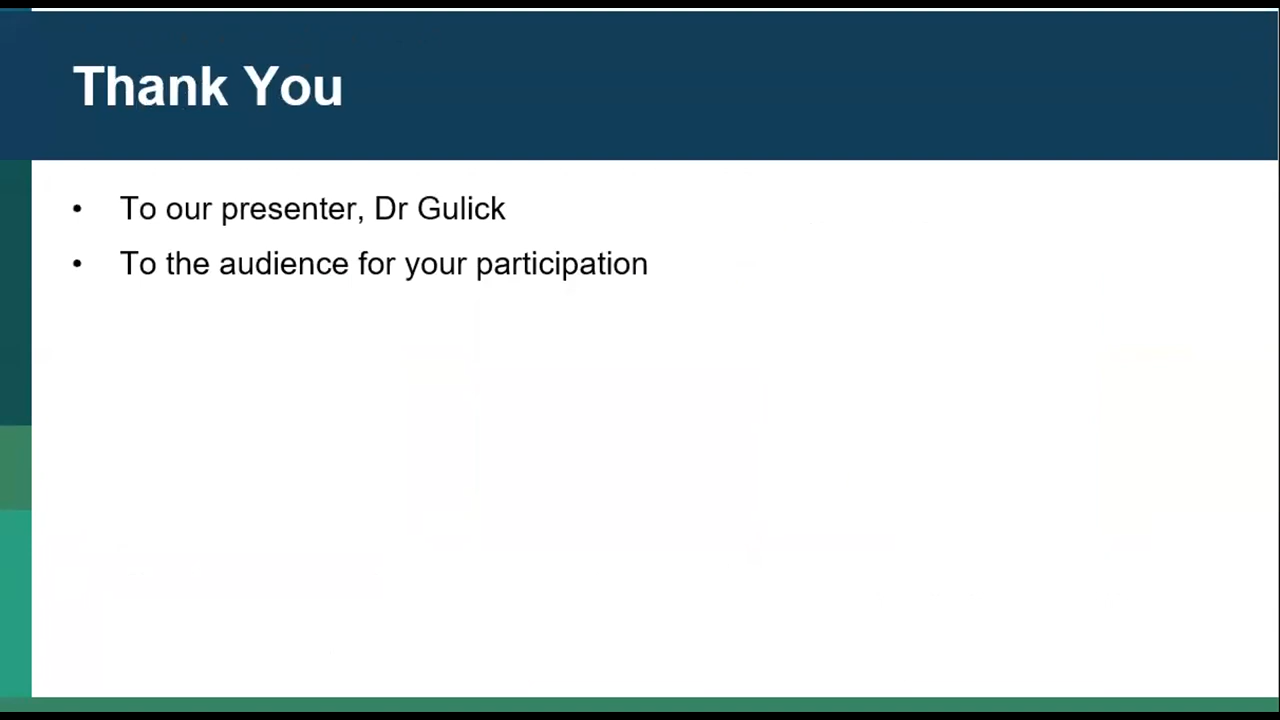 Thank You
• To our presenter, Dr Gulick
• To the audience for your participation